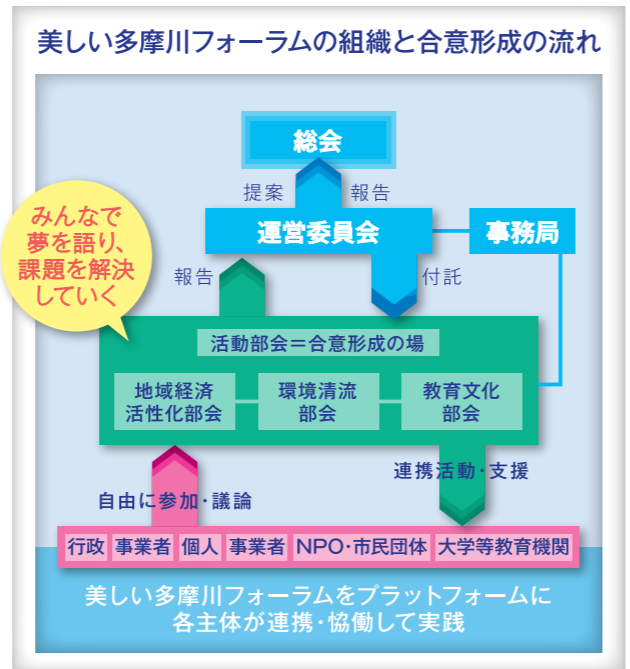 美しい多摩川フォーラムの組織と合意形成の流れ
総会
提案 報告
みんなで
夢を語り、
課題を解決
していく
運営委員会 事務局
報告 付託
活動部会=合意形成の場
地域経済
活性化部会
環境清流
部会
教育文化
部会
自由に参加・議論
連携活動・支援
行政 事業者 個人 事業者 NPO・市民団体 大学等教育機関
美しい多摩川フォーラムをプラットフォームに
各主体が連携・恊働して実践